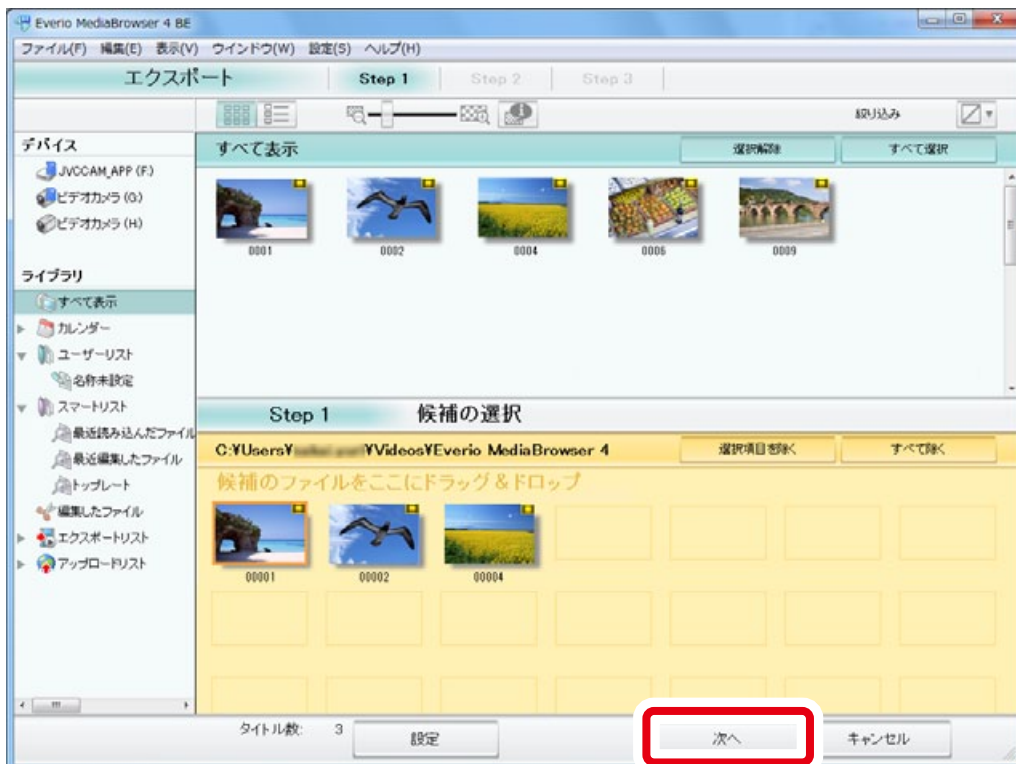 Everio MediaBrowser 4 BE
ファイル(F) 編集(E) 表示(V) ウインドウ(W) 設定(S) ヘルプ(H)
エクスポート Step 1 Step 2 Step 3
絞り込み
デバイス
JVCCAM_APP (F:)
ビデオカメラ (G)
ビデオカメラ (H)
ライブラリ
すべて表示
カレンダー
ユーザーリスト
名称未設定
スマートリスト
最近読み込んだファイル
最近編集したファイル
トップレート
編集したファイル
エクスポートリスト
アップロードリスト
すべて表示 選択解除 すべて選択
0001 0002 0004 0006 0009
Step 1 候補の選択
C:¥Users¥ ¥Videos¥Everio MediaBrowser 4 選択項目を除く すべて除く
候補のファイルをここにドラッグ&ドロップ
00001 00002 00004
タイトル数: 3 設定 次へ キャンセル